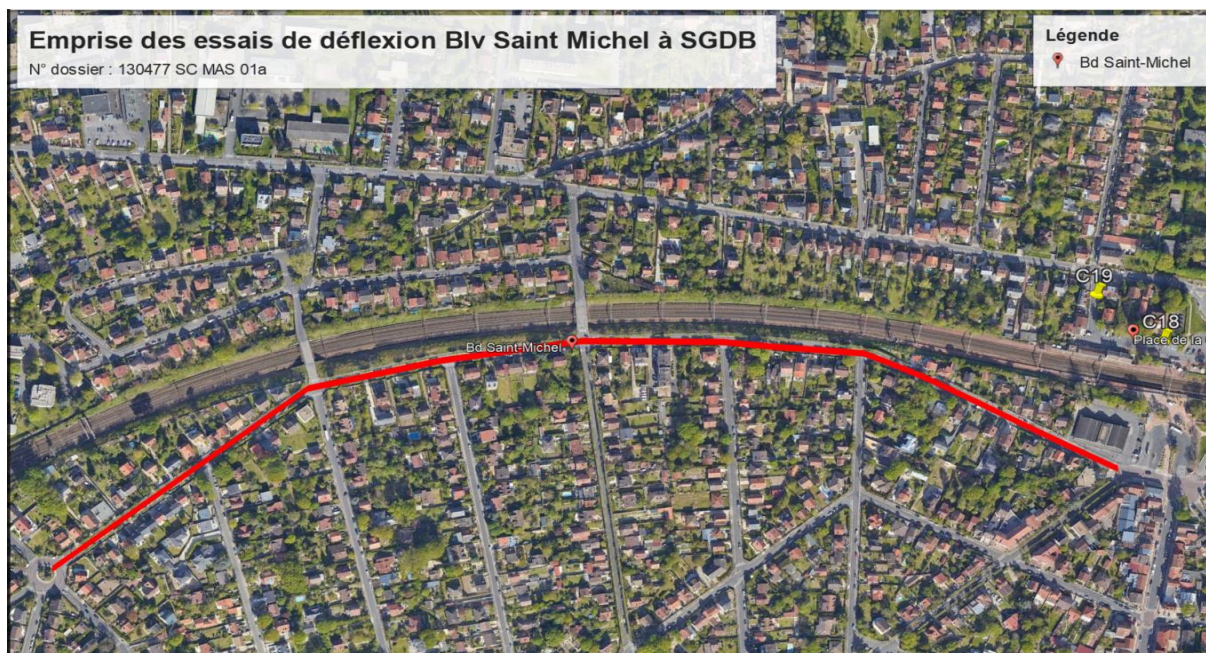 Emprise des essais de déflexion Blv Saint Michel à SGDB
N° dossier : 130477 SC MAS 01a
Légende
Bd Saint-Michel
C19
C18
Place de la
Bd Saint-Michel